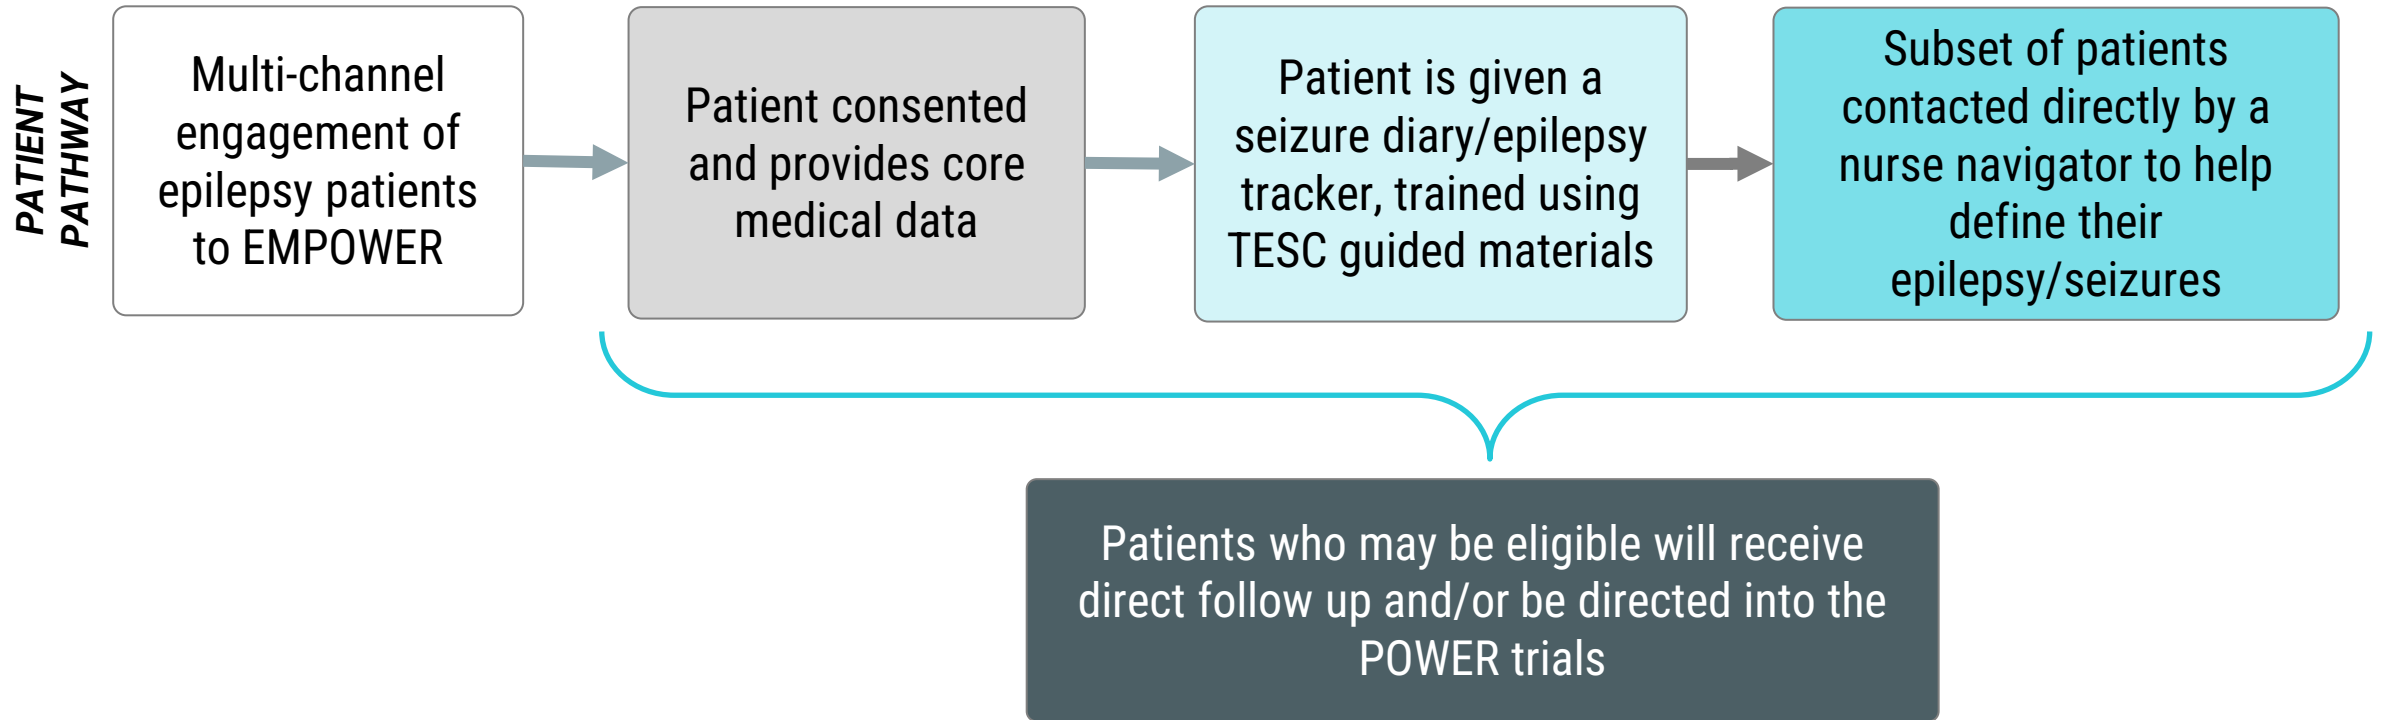 PATIENT
PATHWAY
Multi-channel
engagement of
epilepsy patients
to EMPOWER
Patient consented
and provides core
medical data
Patient is given a
seizure diary/epilepsy
tracker, trained using
TESC guided materials
Subset of patients
contacted directly by a
nurse navigator to help
define their
epilepsy/seizures
Patients who may be eligible will receive
direct follow up and/or be directed into the
POWER trials